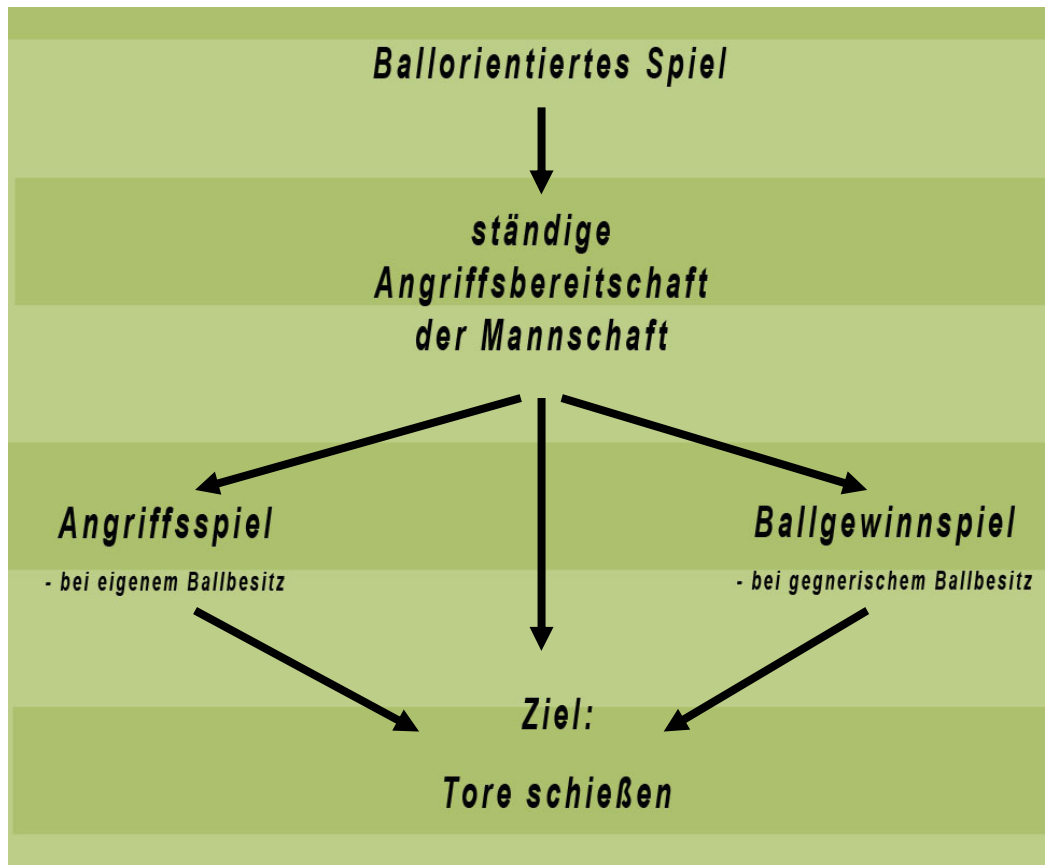 Ballorientiertes Spiel
ständige
Angriffsbereitschaft
der Mannschaft
Angriffsspiel
- bei eigenem Ballbesitz
Ballgewinnspiel
- bei gegnerischem Ballbesitz
Ziel:
Tore schießen